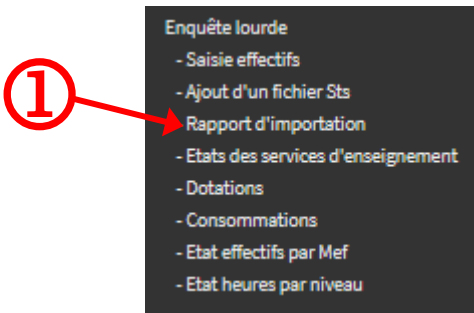 Enquête lourde
- Saisie effectifs
- Ajout d'un fichier Sts
① Rapport d'importation
- Etats des services d'enseignement
- Dotations
- Consommations
- Etat effectifs par Mef
- Etat heures par niveau